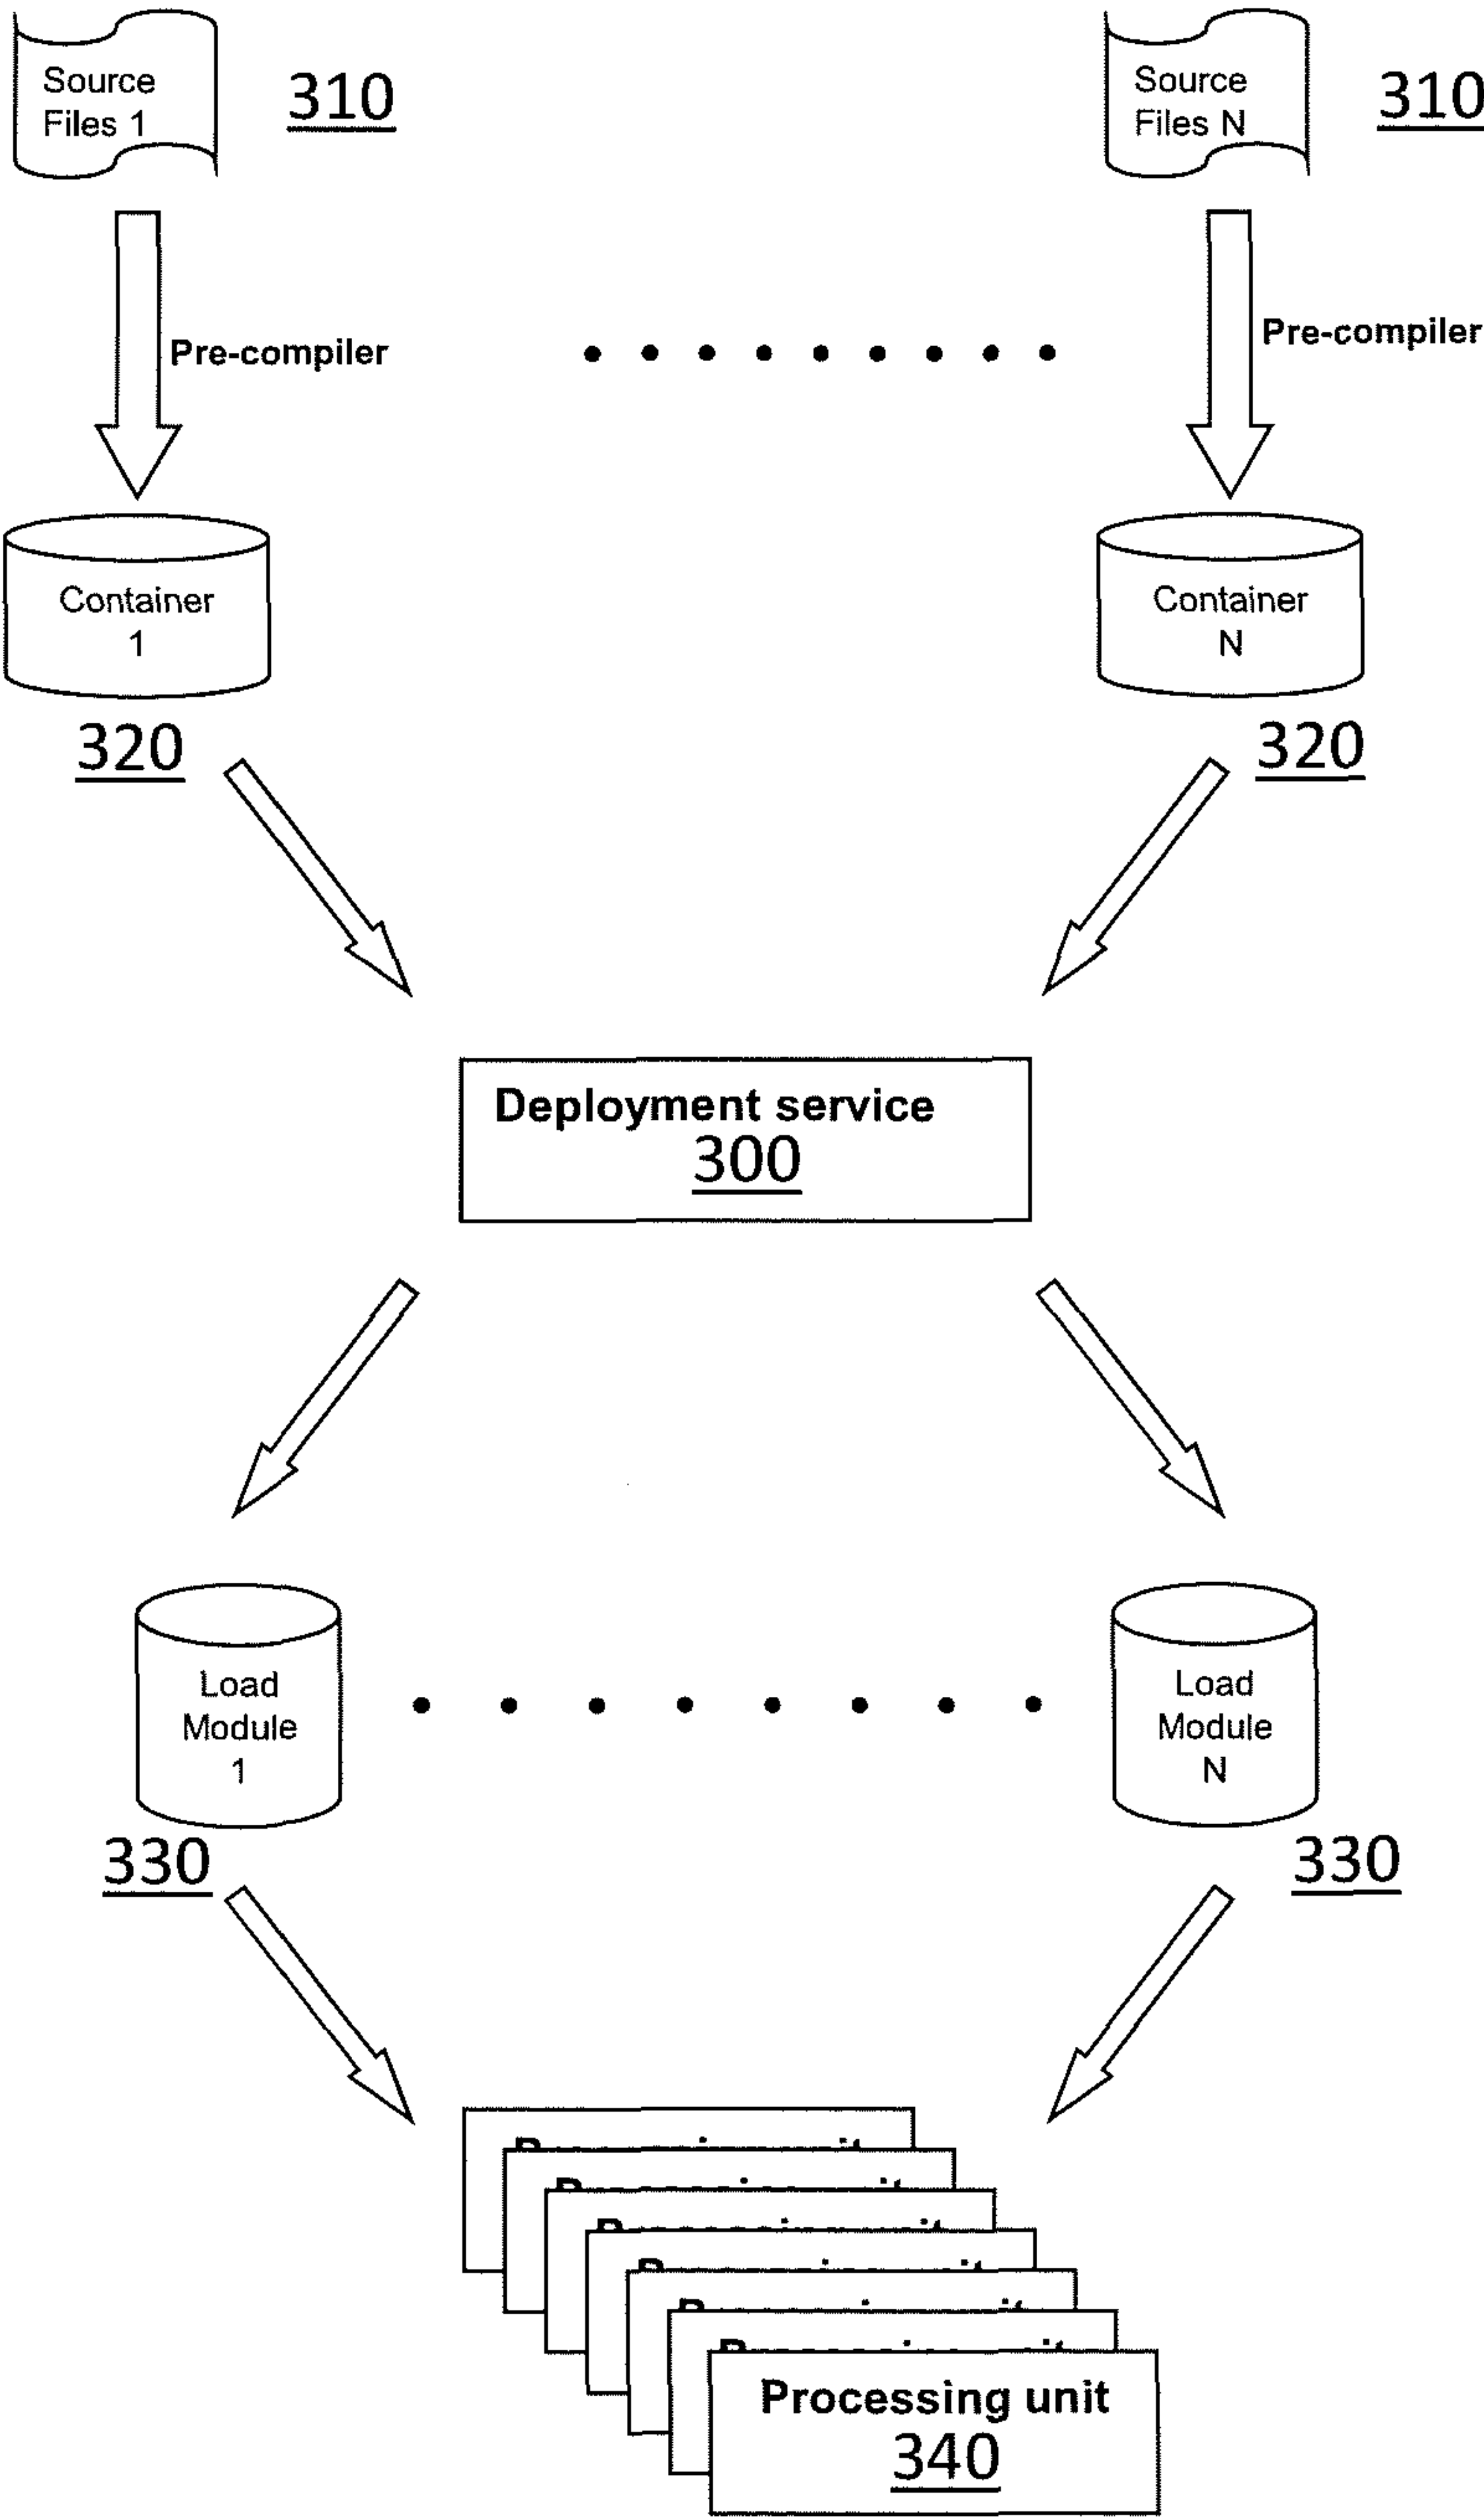 Source
Files 1
310
Source
Files N
310
Pre-compiler
Pre-compiler
Container
1
Container
N
320
320
Deployment service
300
Load
Module
1
Load
Module
N
330
330
Processing unit
340